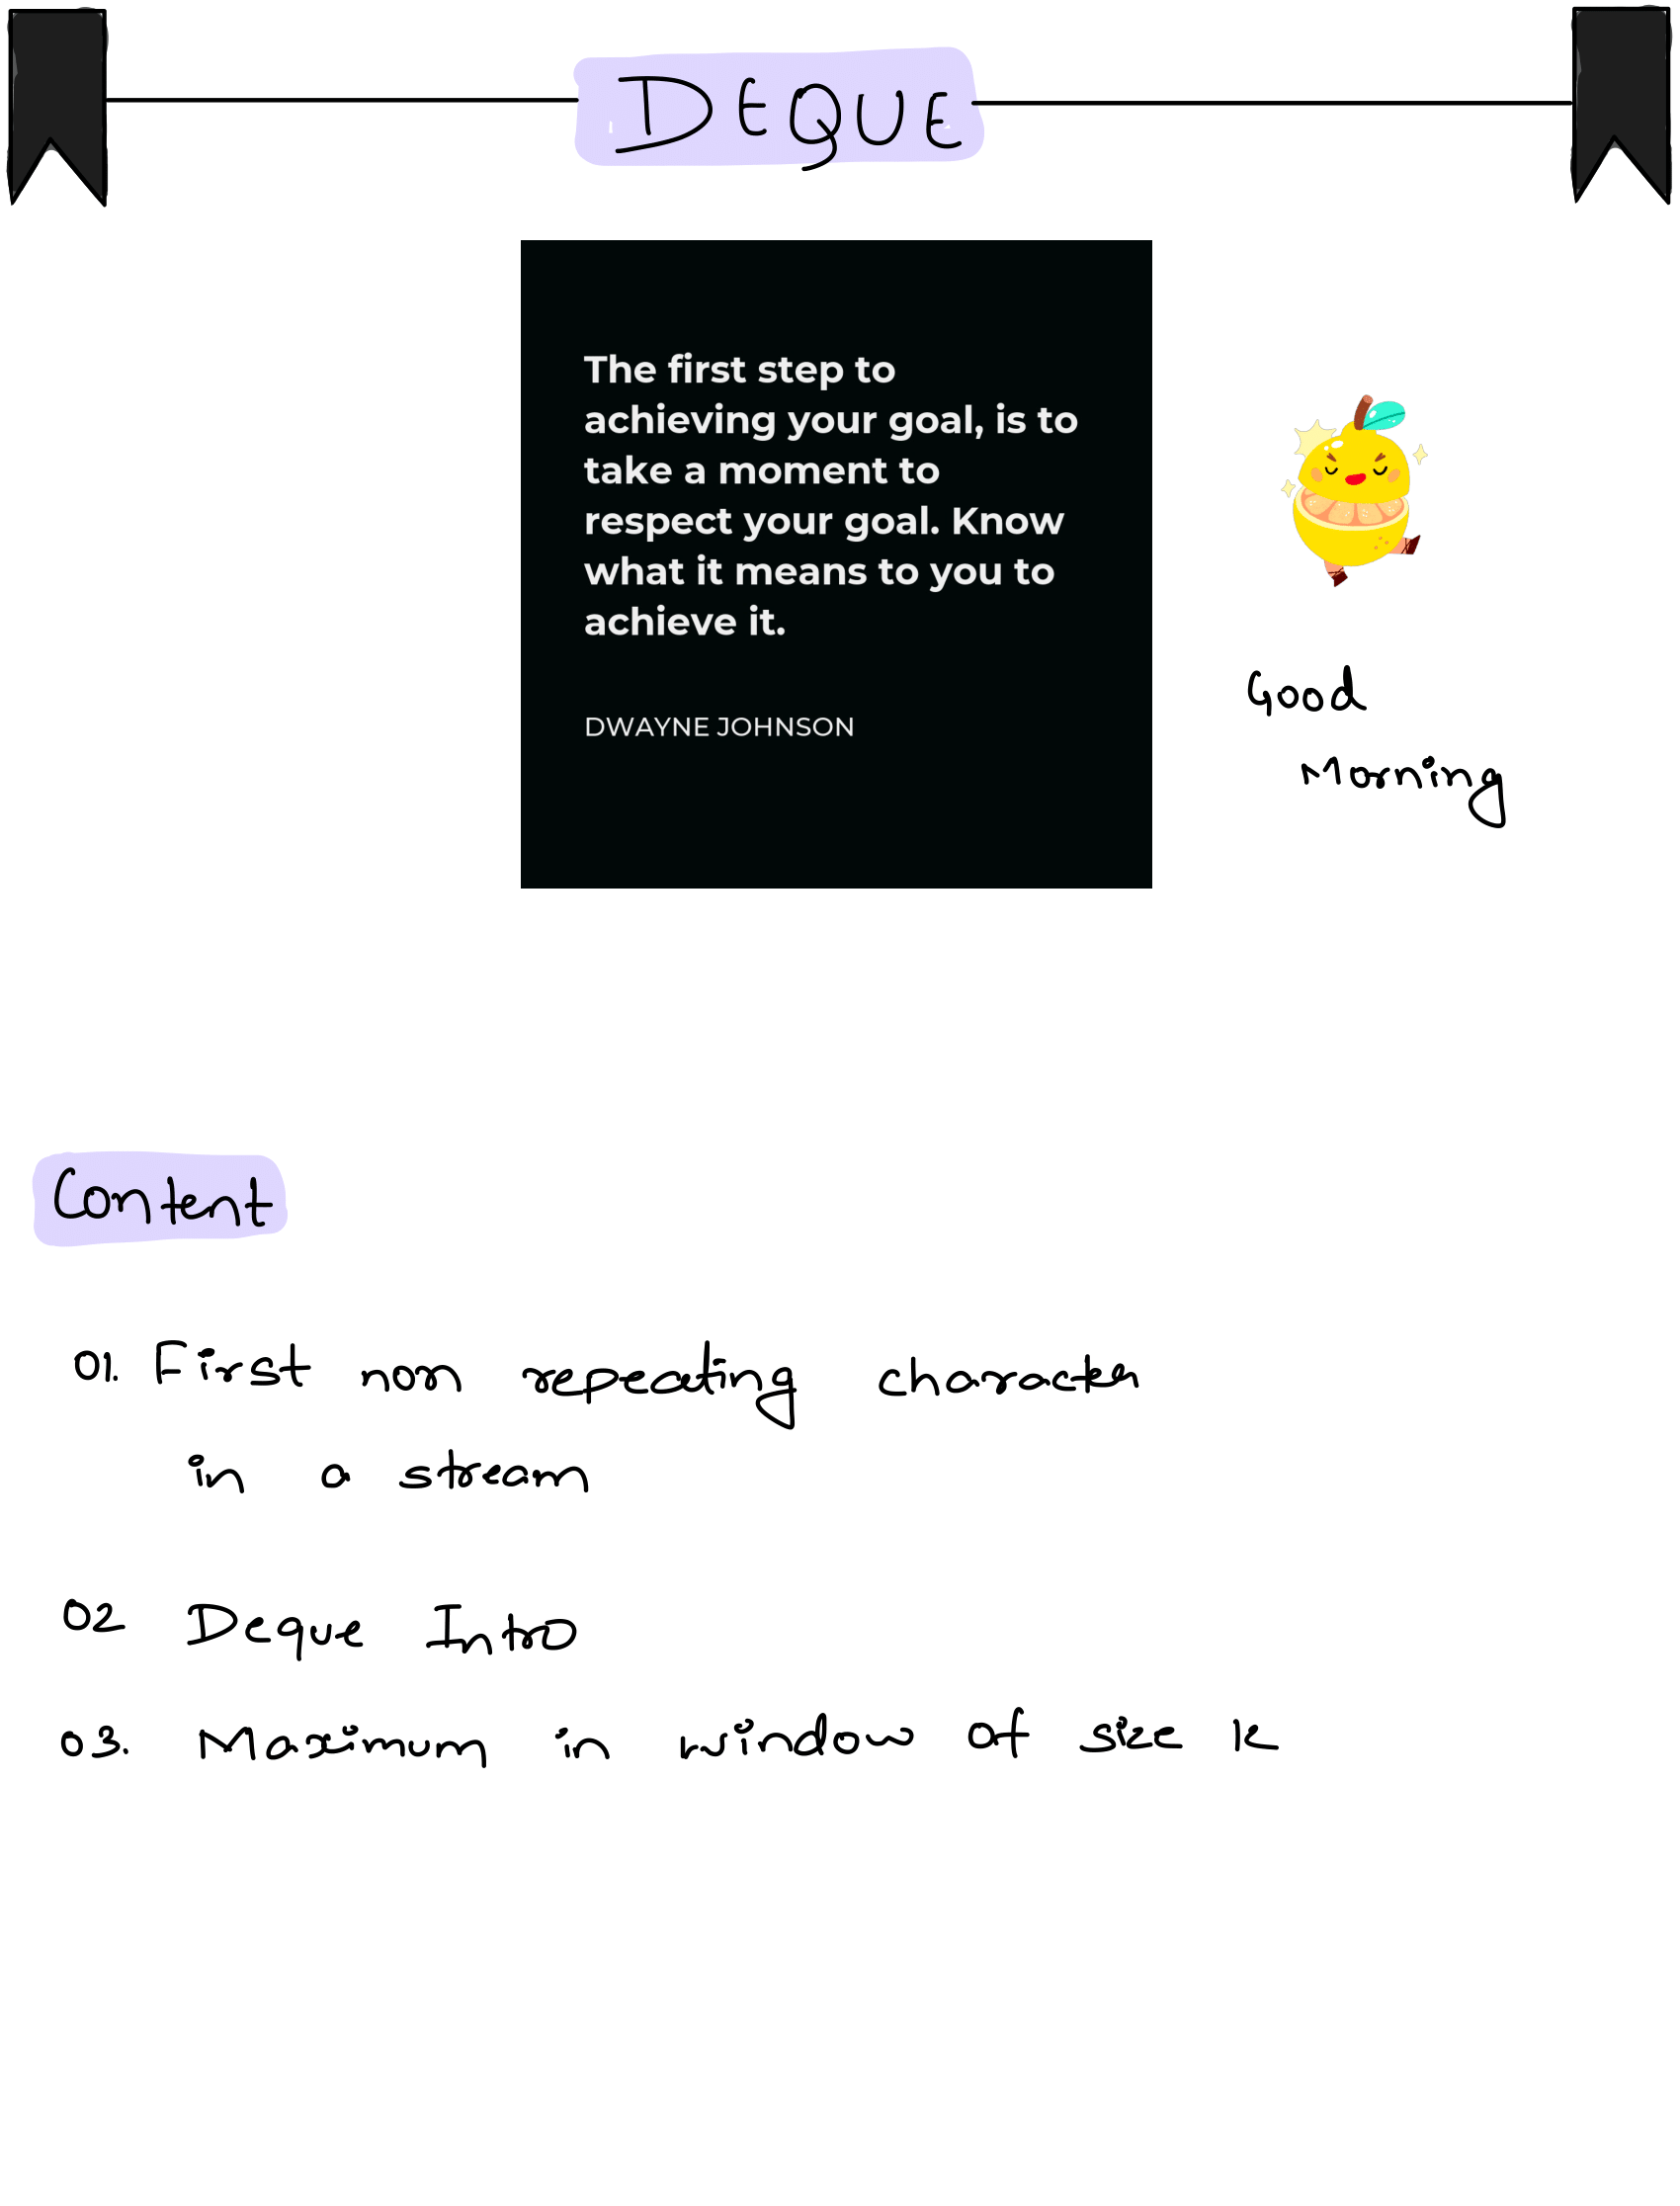 DEQUE
The first step to
achieving your goal, is to
take a moment to
respect your goal. Know
what it means to you to
achieve it.
DWAYNE JOHNSON
Good
Morning
Content
01. First non repeating character
in a stream
02 Deque Intro
03. Maximum in window of size k